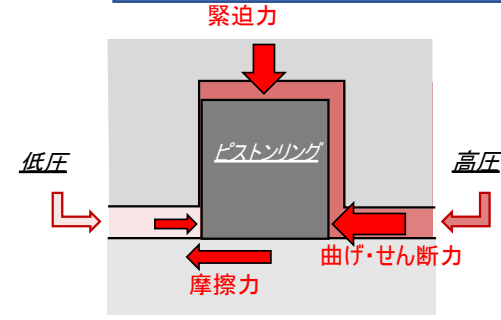 緊迫力
ピストンリング
低圧
高圧
曲げ・せん断力
摩擦力